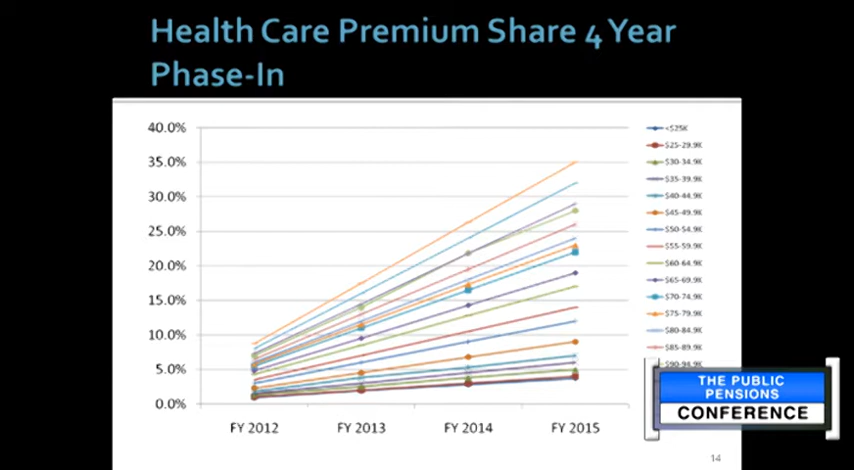 Health Care Premium Share 4 Year
Phase-In
40.0%
35.0%
30.0%
25.0%
20.0%
15.0%
10.0%
5.0%
0.0%
FY 2012
FY 2013
FY 2014
FY 2015
<$25K
$25-29.9K
$30-34.9K
$35-39.9K
$40-44.9K
$45-49.9K
$50-54.9K
$55-59.9K
$60-64.9K
$65-69.9K
$70-74.9K
$75-79.9K
$80-84.9K
$85-89.9K
$90-94.9K
THE PUBLIC
PENSIONS
CONFERENCE
14